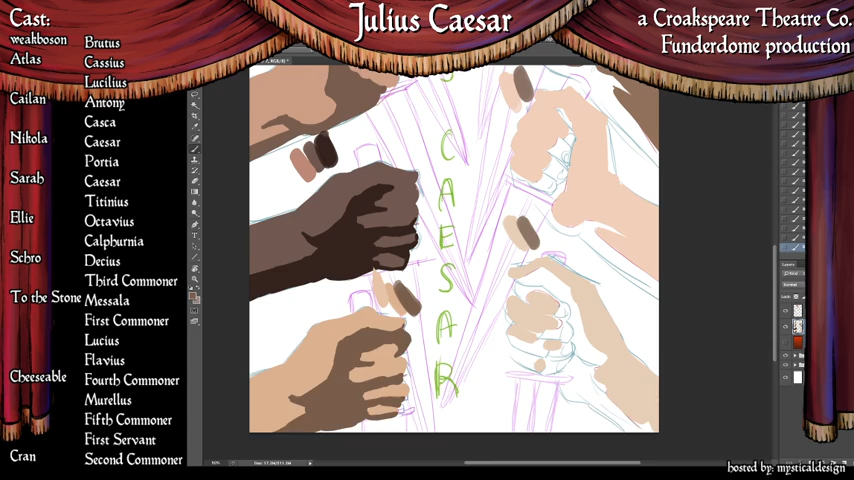 Cast:
Julius Caesar
a Croakspeare Theatre Co.
Funderdome production
weakboson
Brutus
Atlas
Cassius
Lucilius
Cailan
Antony
Casca
Nikola
Caesar
Portia
Sarah
Caesar
Titinius
Ellie
Octavius
Calphurnia
Schro
Decius
Third Commoner
To the Stone
Messala
First Commoner
Lucius
Flavius
Cheeseable
Fourth Commoner
Murellus
Fifth Commoner
First Servant
Cran
Second Commoner
S
C
A
E
S
A
R
hosted by: mysticaldesign